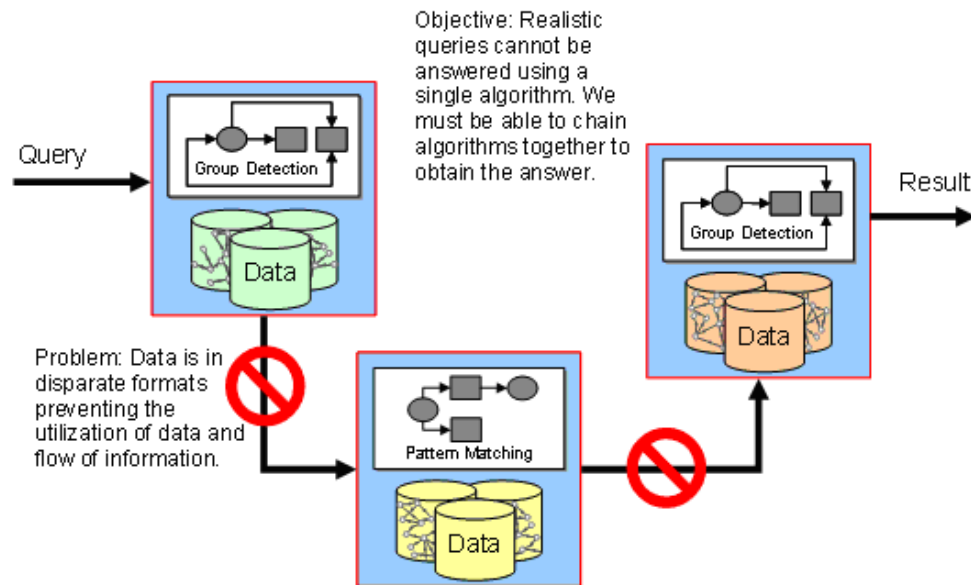 Objective: Realistic
queries cannot be
answered using a
single algorithm. We
must be able to chain
algorithms together to
obtain the answer.
Query
Group Detection
Data
Problem: Data is in
disparate formats
preventing the
utilization of data and
flow of information.
Pattern Matching
Data
Group Detection
Data
Result